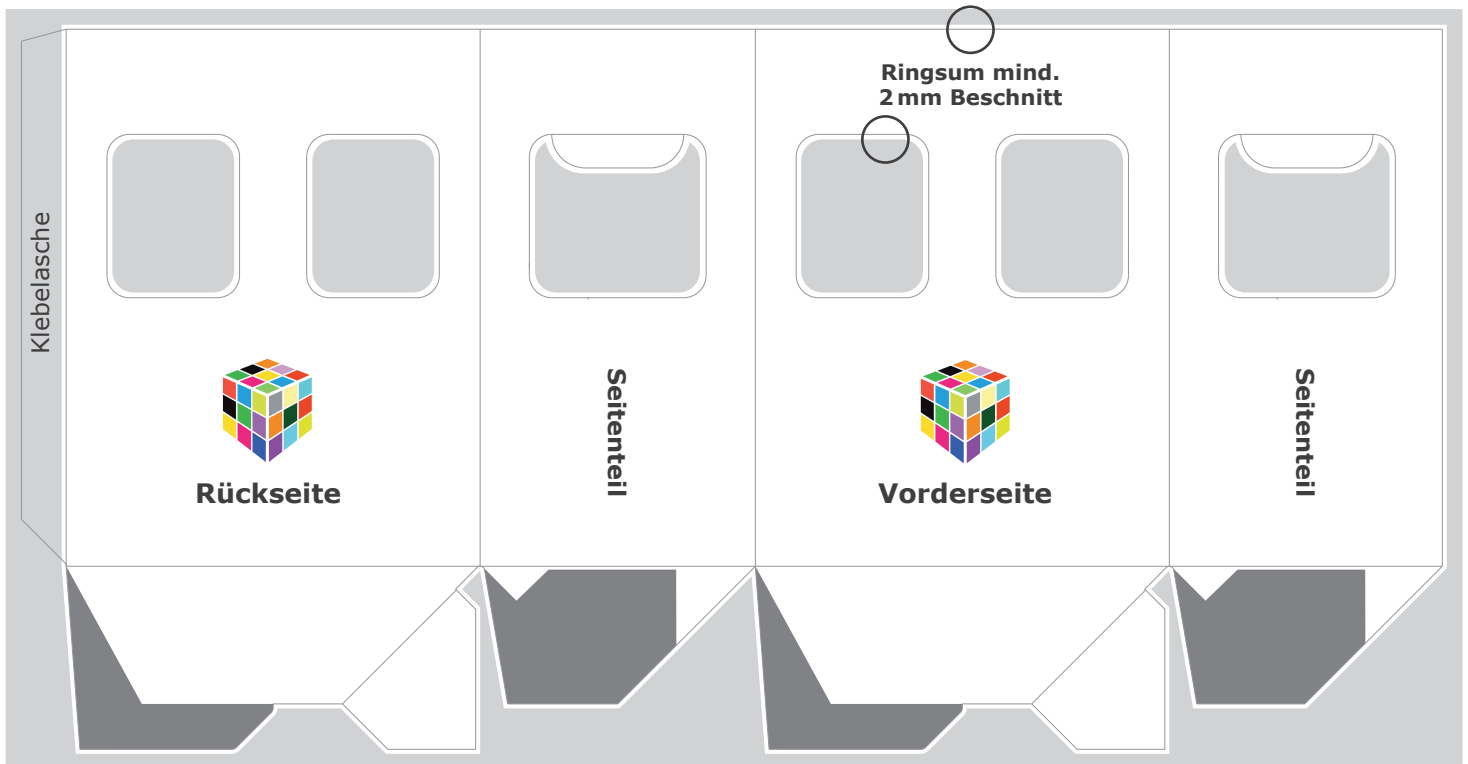 Ringsum mind.
2 mm Beschnitt
Klebelasche
Rückseite
Seitenteil
Vorderseite
Seitenteil